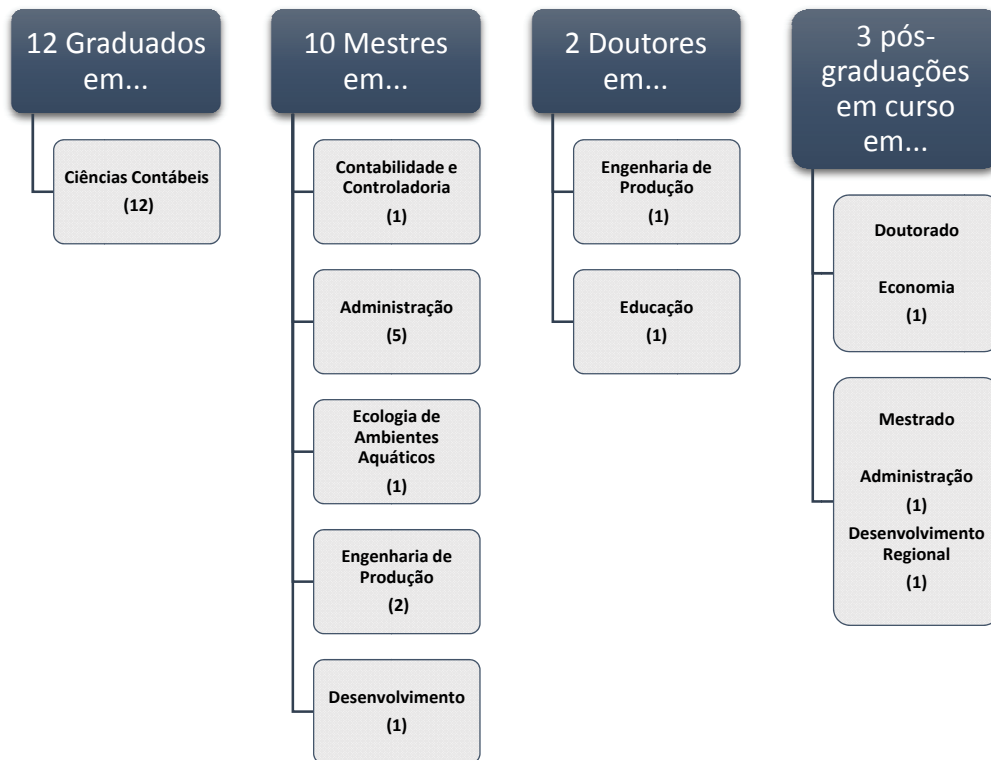 12 Graduados
em...
Ciências Contábeis
(12)
10 Mestres
em...
Contabilidade e
Controladoria
(1)
Administração
(5)
Ecologia de
Ambientes
Aquáticos
(1)
Engenharia de
Produção
(2)
Desenvolvimento
(1)
2 Doutores
em...
Engenharia de
Produção
(1)
Educação
(1)
3 pós-
graduações
em curso
em...
Doutorado
Economia
(1)
Mestrado
Administração
(1)
Desenvolvimento
Regional
(1)